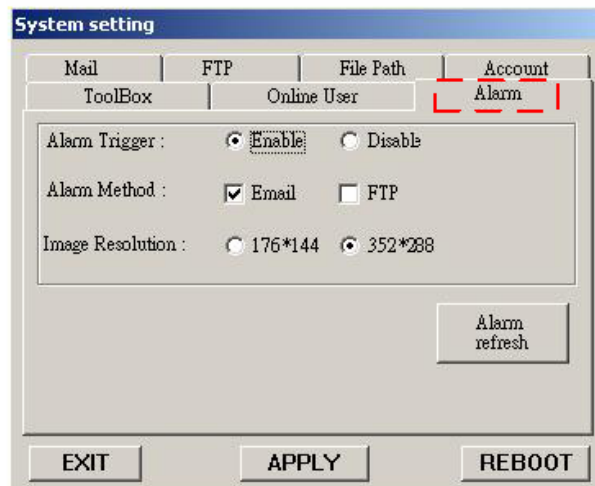 System setting
Mail FTP File Path Account
ToolBox Online User Alarm
Alarm Trigger : Enable Disable
Alarm Method : Email FTP
Image Resolution : 176*144 352*288
Alarm
refresh
EXIT APPLY REBOOT